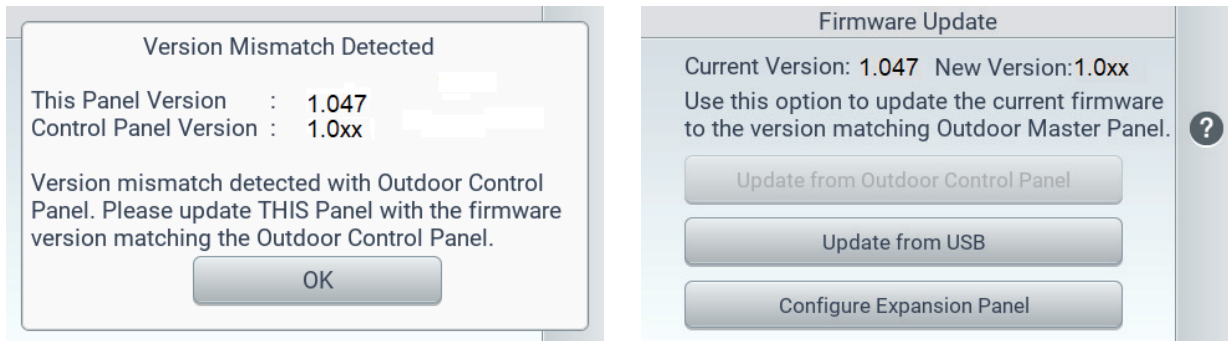 Version Mismatch Detected
This Panel Version : 1.047
Control Panel Version : 1.0xx
Version mismatch detected with Outdoor Control
Panel. Please update THIS Panel with the firmware
version matching the Outdoor Control Panel.
OK
Firmware Update
Current Version: 1.047 New Version:1.0xx
Use this option to update the current firmware
to the version matching Outdoor Master Panel.
?
Update from Outdoor Control Panel
Update from USB
Configure Expansion Panel